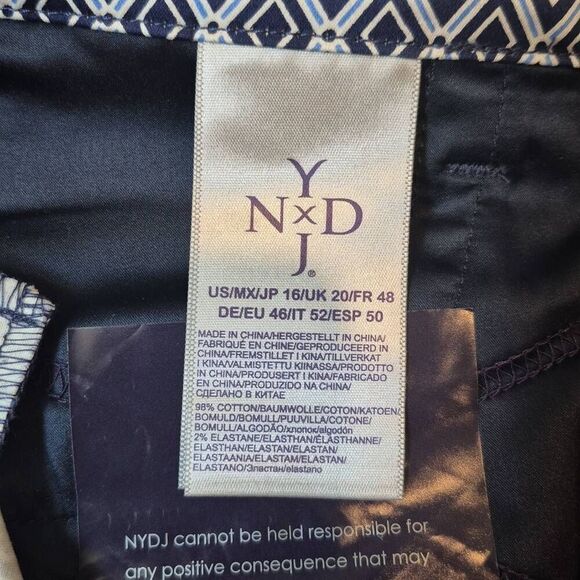 Y
N x D
J®
US/MX/JP 16/UK 20/FR 48
DE/EU 46/IT 52/ESP 50
MADE IN CHINA/HERGESTELLT IN CHINA/
FABRIQUÉ EN CHINE/GEPRODUCEERD IN
CHINA/FREMSTILLET I KINA/TILLVERKAT
I KINA/VALMISTETTU KIINASSA/PRODOTTO
IN CHINA/PRODUSERT I KINA/FABRICADO
EN CHINA/PRODUZIDO NA CHINA/
СДЕЛАНО В КИТАЕ
98% COTTON/BAUMWOLLE/COTON/KATOEN/
BOMULD/BOMULL/PUUVILLA/COTONE/
BOMULL/ALGODÃO/хлопок/algodón
2% ELASTANE/ELASTHAN/ÉLASTHANNE/
ELASTHAN/ELASTAN/ELASTAN/
ELASTAANIA/ELASTAM/ELASTAN/
ELASTANO/Эластан/elastano
NYDJ cannot be held responsible for
any positive consequence that may